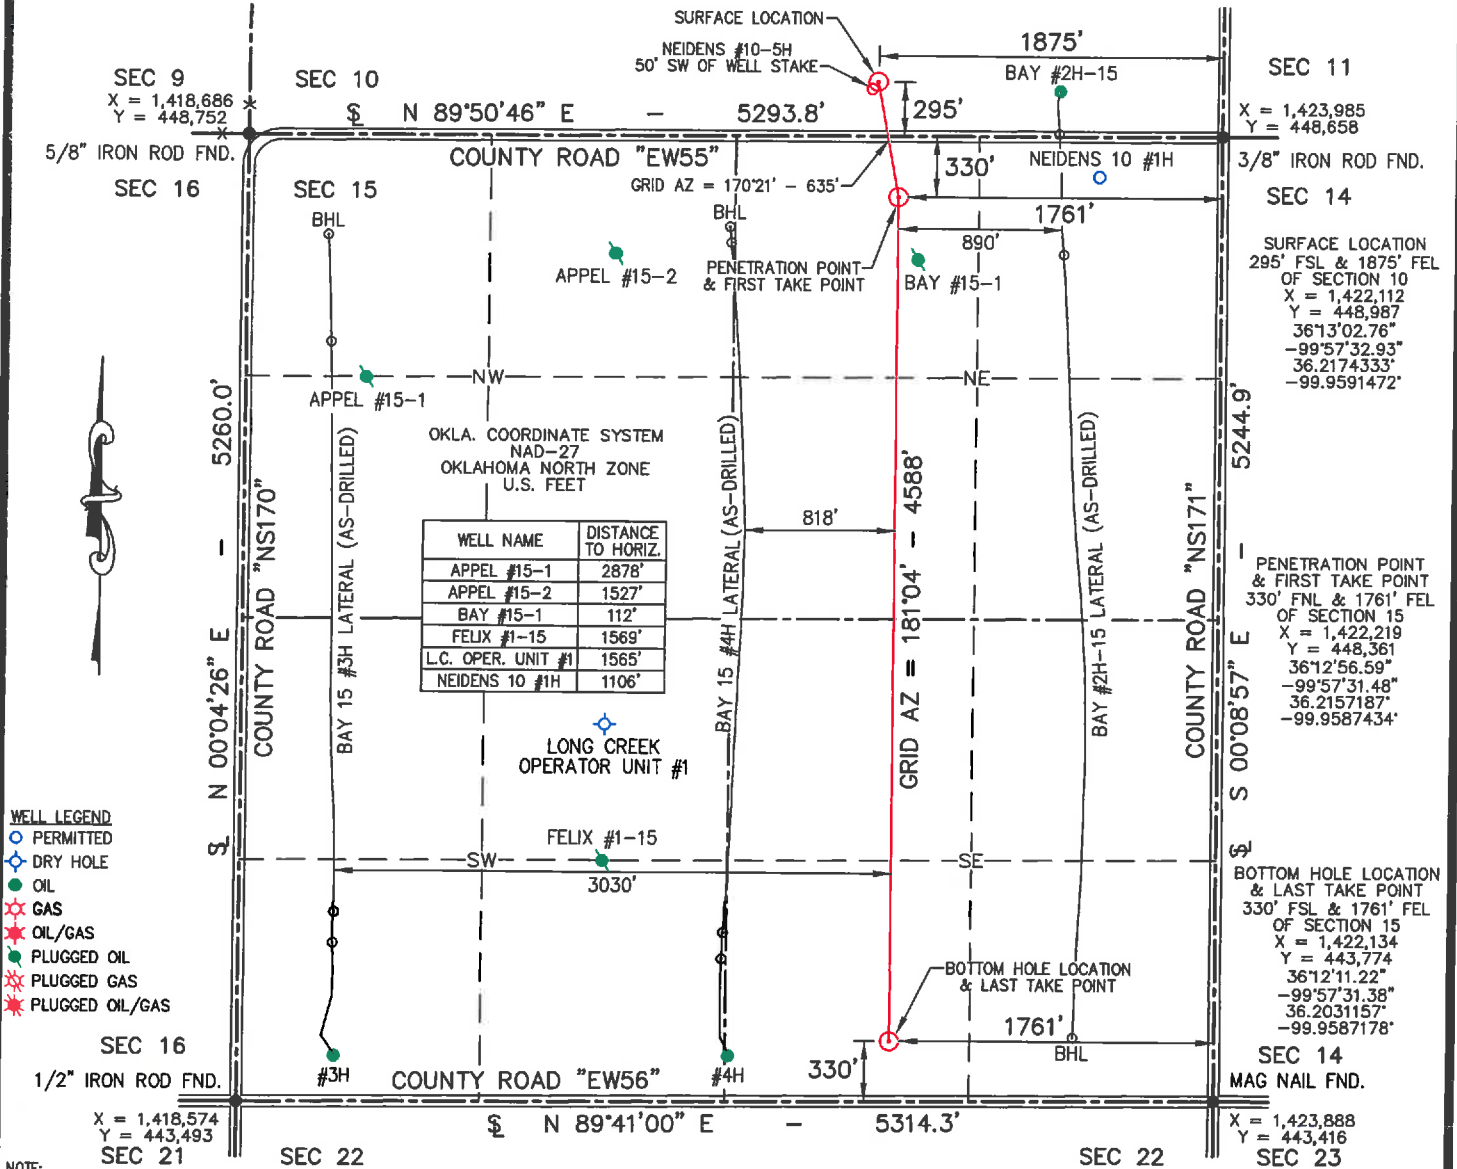 SURFACE LOCATION
NEIDENS #10-5H
50' SW OF WELL STAKE
1875'
BAY #2H-15
SEC 9
SEC 10
SEC 11
X = 1,418,686
Y = 448,752
X = 1,423,985
Y = 448,658
N 89°50'46" E - 5293.8'
295'
5/8" IRON ROD FND.
COUNTY ROAD "EW55"
330'
NEIDENS 10 #1H
3/8" IRON ROD FND.
SEC 16
SEC 15
GRID AZ = 170°21' - 635'
SEC 14
BHL
BHL
1761'
890'
APPEL #15-2
PENETRATION POINT
& FIRST TAKE POINT
BAY #15-1
SURFACE LOCATION
295' FSL & 1875' FEL
OF SECTION 10
X = 1,422,112
Y = 448,987
36°13'02.76"
-99°57'32.93"
36.2174333°
-99.9591472°
NW
NE
APPEL #15-1
N 00°04'26" E - 5260.0'
COUNTY ROAD "NS170"
BAY 15 #3H LATERAL (AS-DRILLED)
OKLA. COORDINATE SYSTEM
NAD-27
OKLAHOMA NORTH ZONE
U.S. FEET
WELL NAME
DISTANCE
TO HORIZ.
APPEL #15-1 2878'
APPEL #15-2 1527'
BAY #15-1 112'
FELIX #1-15 1569'
L.C. OPER. UNIT #1 1565'
NEIDENS 10 #1H 1106'
BAY 15 #4H LATERAL (AS-DRILLED)
818'
GRID AZ = 181°04' - 4588'
BAY #2H-15 LATERAL (AS-DRILLED)
COUNTY ROAD "NS171"
S 00°08'57" E - 5244.9'
PENETRATION POINT
& FIRST TAKE POINT
330' FNL & 1761' FEL
OF SECTION 15
X = 1,422,219
Y = 448,361
36°12'56.59"
-99°57'31.48"
36.2157187°
-99.9587434°
LONG CREEK
OPERATOR UNIT #1
WELL LEGEND
PERMITTED
DRY HOLE
OIL
GAS
OIL/GAS
PLUGGED OIL
PLUGGED GAS
PLUGGED OIL/GAS
FELIX #1-15
SW
SE
3030'
BOTTOM HOLE LOCATION
& LAST TAKE POINT
330' FSL & 1761' FEL
OF SECTION 15
X = 1,422,134
Y = 443,774
36°12'11.22"
-99°57'31.38"
36.2031157°
-99.9587178°
BOTTOM HOLE LOCATION
& LAST TAKE POINT
1761'
BHL
330'
SEC 16
SEC 14
1/2" IRON ROD FND.
#3H
COUNTY ROAD "EW56"
#4H
MAG NAIL FND.
X = 1,418,574
Y = 443,493
N 89°41'00" E - 5314.3'
X = 1,423,888
Y = 443,416
SEC 21
SEC 22
SEC 22
SEC 23
NOTE: